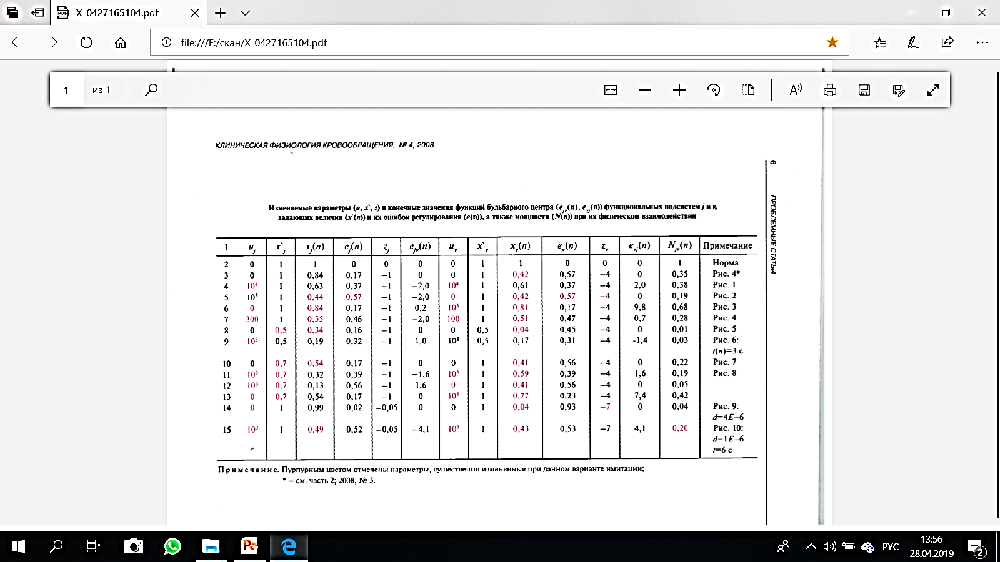 X_0427165104.pdf
file:///F:/скан/X_0427165104.pdf
1 из 1
КЛИНИЧЕСКАЯ ФИЗИОЛОГИЯ КРОВООБРАЩЕНИЯ, № 4, 2008
6
ПРОБЛЕМНЫЕ СТАТЬИ
Изменяемые параметры (u, x`, z) и конечные значения функций бульбарного центра (e_jv(n), e_vj(n)) функциональных подсистем j и v,
задающих величин (x`(n)) и их ошибок регулирования (e(n)), а также мощности (N(n)) при их физическом взаимодействии
1 u_j x`_j x_j(n) e_j(n) z_j e_jv(n) u_v x`_v x_v(n) e_v(n) z_v e_vj(n) N_jv(n) Примечание
2 0 1 1 0 0 0 0 1 1 0 0 0 1 Норма
3 0 1 0,84 0,17 −1 0 0 1 0,42 0,57 −4 0 0,35 Рис. 4*
4 10⁴ 1 0,63 0,37 −1 −2,0 10⁴ 1 0,61 0,37 −4 2,0 0,38 Рис. 1
5 10³ 1 0,44 0,57 −1 −2,0 0 1 0,42 0,57 −4 0 0,19 Рис. 2
6 0 1 0,84 0,17 −1 0,2 10³ 1 0,81 0,17 −4 9,8 0,68 Рис. 3
7 300 1 0,55 0,46 −1 −2,0 100 1 0,51 0,47 −4 0,7 0,28 Рис. 4
8 0 0,5 0,34 0,16 −1 0 0 0,5 0,04 0,45 −4 0 0,01 Рис. 5
9 10³ 0,5 0,19 0,32 −1 1,0 10³ 0,5 0,17 0,31 −4 -1,4 0,03 Рис. 6:
t(n)=3 с
10 0 0,7 0,54 0,17 −1 0 0 1 0,41 0,56 −4 0 0,22 Рис. 7
11 10³ 0,7 0,32 0,39 −1 −1,6 10³ 1 0,59 0,39 −4 1,6 0,19 Рис. 8
12 10³ 0,7 0,13 0,56 −1 1,6 0 1 0,41 0,56 −4 0 0,05
13 0 0,7 0,54 0,17 −1 0 10³ 1 0,77 0,23 −4 7,4 0,42
14 0 1 0,99 0,02 −0,05 0 0 1 0,04 0,93 −7 0 0,04 Рис. 9:
d=4E−6
15 10³ 1 0,49 0,52 −0,05 −4,1 10³ 1 0,43 0,53 −7 4,1 0,20 Рис. 10:
d=1E−6
t=6 с
Примечание. Пурпурным цветом отмечены параметры, существенно измененные при данном варианте имитации;
* − см. часть 2; 2008, № 3.
РУС
13:56
28.04.2019
2